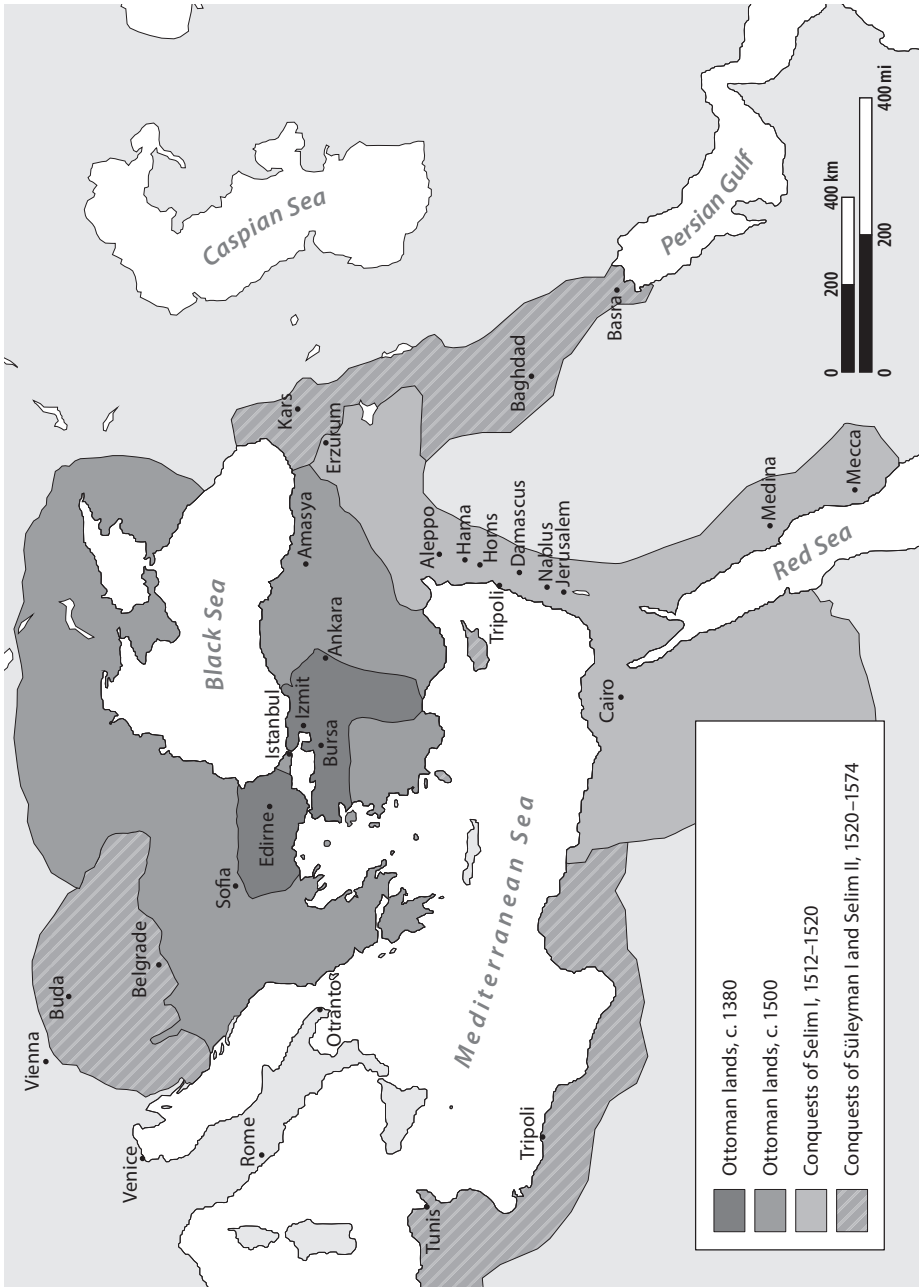 Caspian Sea
Persian Gulf
Black Sea
Red Sea
Mediterranean Sea
Vienna
Buda
Belgrade
Venice
Rome
Otranto
Sofia
Edirne
Istanbul
Izmit
Bursa
Ankara
Amasya
Kars
Erzurum
Baghdad
Basra
Aleppo
Hama
Homs
Tripoli
Damascus
Nablus
Jerusalem
Medina
Mecca
Cairo
Tripoli
Tunis
0 200 400 km
0 200 400 mi
Ottoman lands, c. 1380
Ottoman lands, c. 1500
Conquests of Selim I, 1512–1520
Conquests of Süleyman I and Selim II, 1520–1574